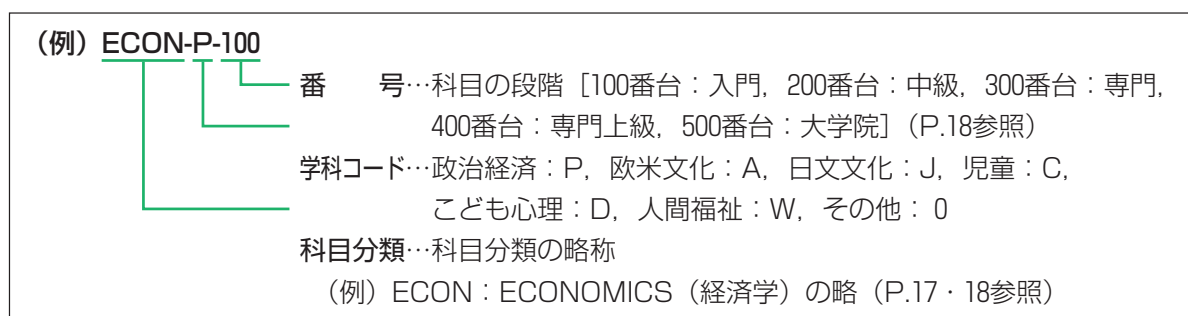 （例）ECON-P-100
番　　号…科目の段階［100番台：入門，200番台：中級，300番台：専門，
400番台：専門上級，500番台：大学院］（P.18参照）
学科コード…政治経済：P，欧米文化：A，日文文化：J，児童：C，
こども心理：D，人間福祉：W，その他：0
科目分類…科目分類の略称
（例）ECON：ECONOMICS（経済学）の略（P.17・18参照）